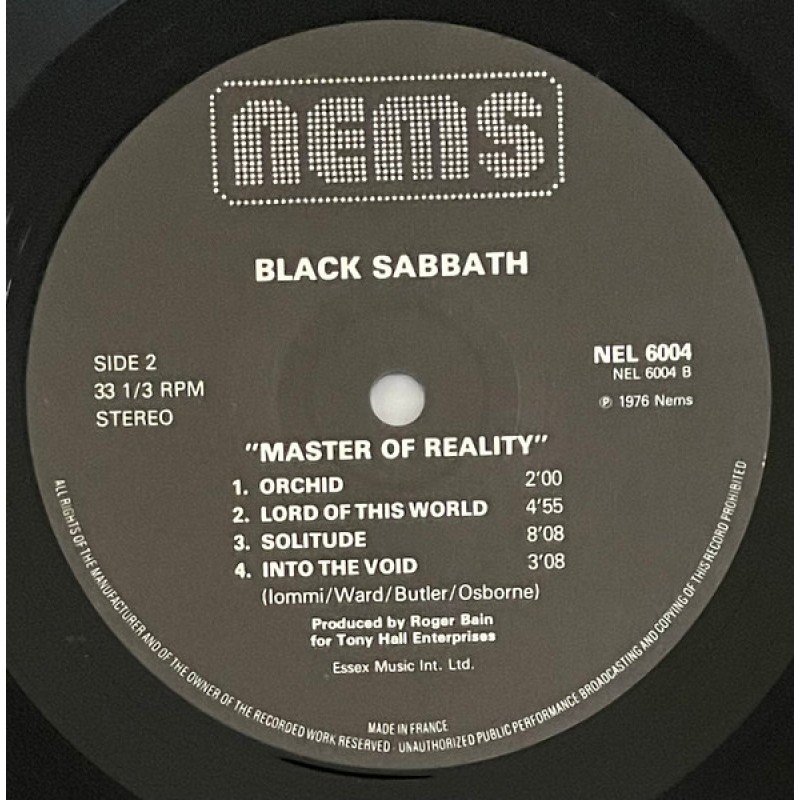 nems
BLACK SABBATH
SIDE 2
33 1/3 RPM
STEREO
NEL 6004
NEL 6004 B
℗ 1976 Nems
"MASTER OF REALITY"
1. ORCHID 2'00
2. LORD OF THIS WORLD 4'55
3. SOLITUDE 8'08
4. INTO THE VOID 3'08
(Iommi/Ward/Butler/Osborne)
Produced by Roger Bain
for Tony Hall Enterprises
Essex Music Int. Ltd.
MADE IN FRANCE
ALL RIGHTS OF THE MANUFACTURER AND OF THE OWNER OF THE RECORDED WORK RESERVED - UNAUTHORIZED PUBLIC PERFORMANCE BROADCASTING AND COPYING OF THIS RECORD PROHIBITED